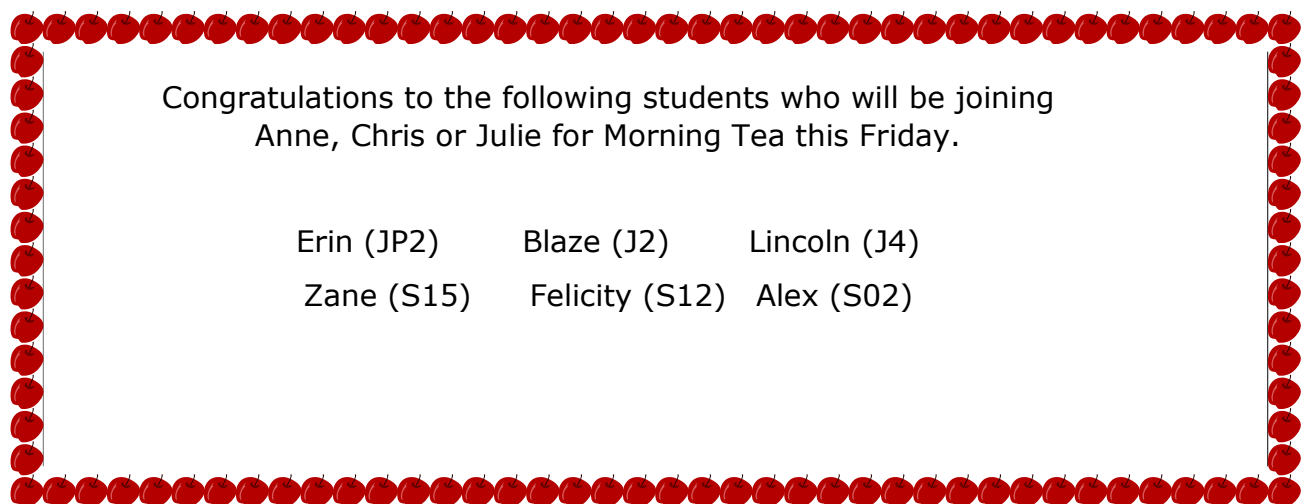 Congratulations to the following students who will be joining
Anne, Chris or Julie for Morning Tea this Friday.
Erin (JP2) Blaze (J2) Lincoln (J4)
Zane (S15) Felicity (S12) Alex (S02)